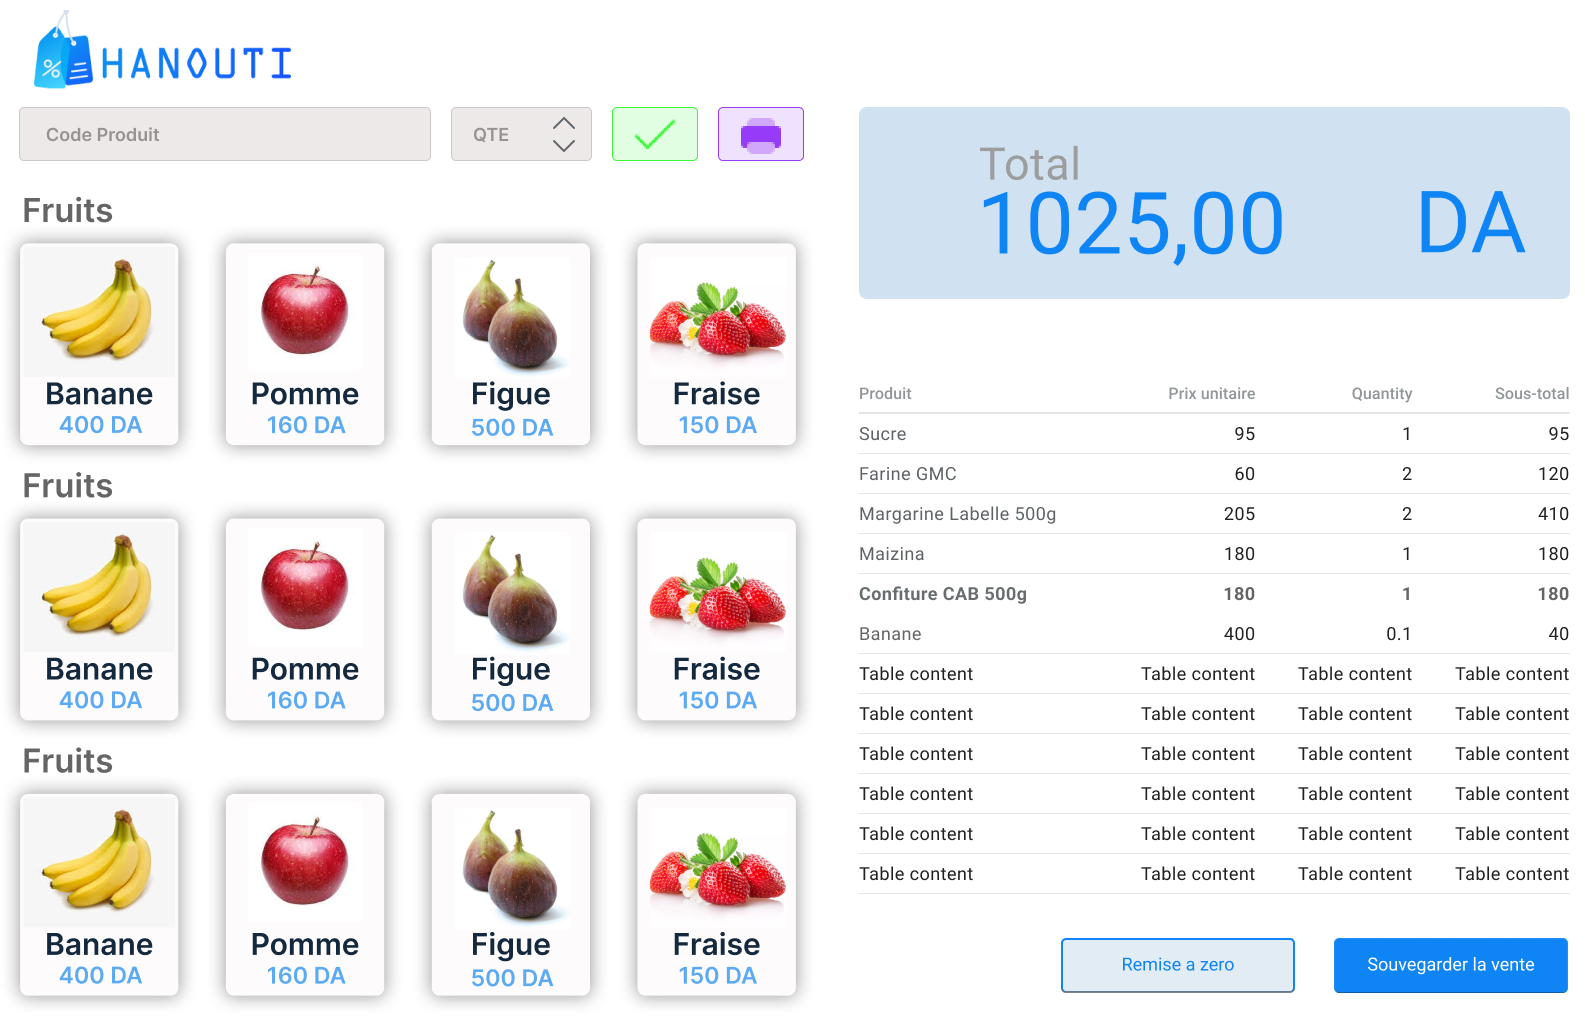 HANOUTI
Code Produit
QTE
Fruits
Banane
400 DA
Pomme
160 DA
Figue
500 DA
Fraise
150 DA
Fruits
Banane
400 DA
Pomme
160 DA
Figue
500 DA
Fraise
150 DA
Fruits
Banane
400 DA
Pomme
160 DA
Figue
500 DA
Fraise
150 DA
Total
1025,00 DA
Produit Prix unitaire Quantity Sous-total
Sucre 95 1 95
Farine GMC 60 2 120
Margarine Labelle 500g 205 2 410
Maizina 180 1 180
Confiture CAB 500g 180 1 180
Banane 400 0.1 40
Table content Table content Table content Table content
Table content Table content Table content Table content
Table content Table content Table content Table content
Table content Table content Table content Table content
Table content Table content Table content Table content
Table content Table content Table content Table content
Remise a zero
Souvegarder la vente